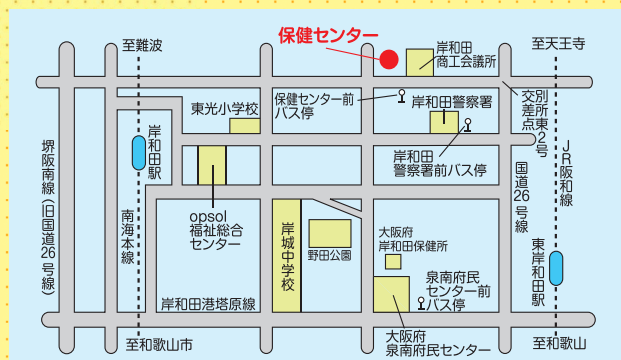 保健センター
至難波
岸和田
商工会議所
至天王寺
東光小学校
保健センター前
バス停
岸和田警察署
別所東2号
交差点
岸和田駅
岸和田
警察署前バス停
国道26号線
JR阪和線
堺阪南線(旧国道26号線)
南海本線
opsol
福祉総合
センター
岸城中学校
野田公園
大阪府
岸和田保健所
泉南府民
センター前
バス停
東岸和田駅
岸和田港塔原線
至和歌山市
大阪府
泉南府民センター
至和歌山